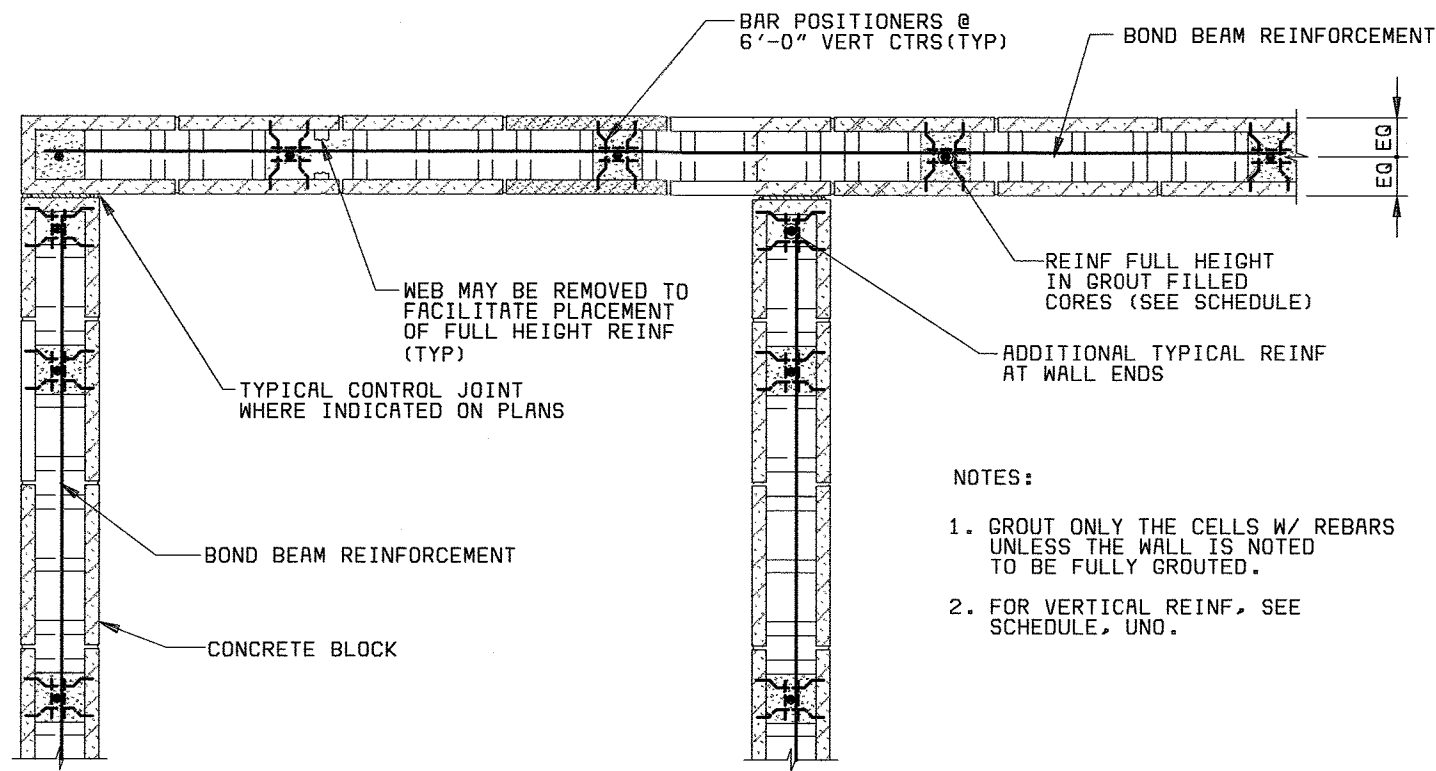 BAR POSITIONERS @
6'-0" VERT CTRS(TYP)
BOND BEAM REINFORCEMENT
EQ
EQ
WEB MAY BE REMOVED TO
FACILITATE PLACEMENT
OF FULL HEIGHT REINF
(TYP)
REINF FULL HEIGHT
IN GROUT FILLED
CORES (SEE SCHEDULE)
TYPICAL CONTROL JOINT
WHERE INDICATED ON PLANS
ADDITIONAL TYPICAL REINF
AT WALL ENDS
BOND BEAM REINFORCEMENT
CONCRETE BLOCK
NOTES:
1. GROUT ONLY THE CELLS W/ REBARS
UNLESS THE WALL IS NOTED
TO BE FULLY GROUTED.
2. FOR VERTICAL REINF, SEE
SCHEDULE, UNO.